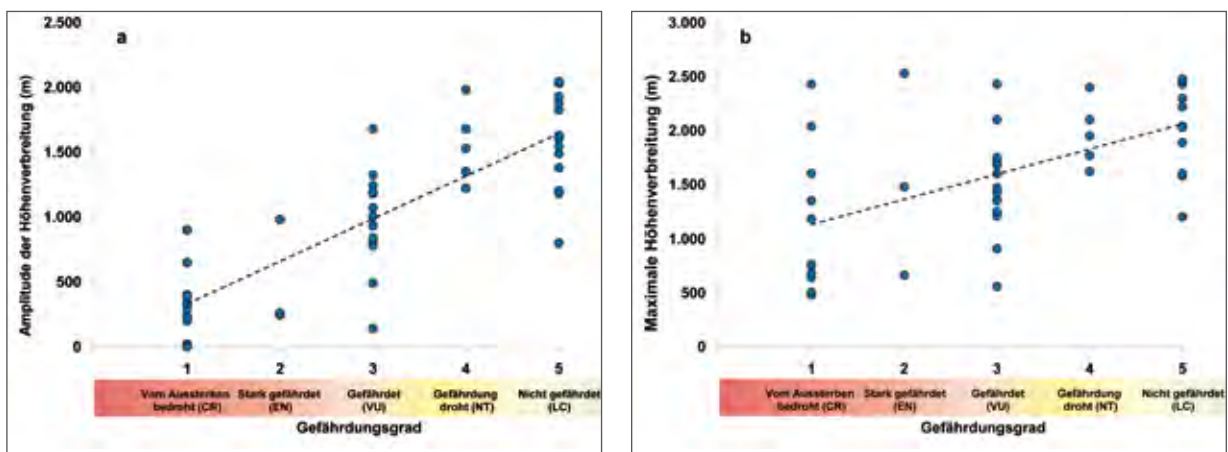 a
Amplitude der Höhenverbreitung (m)
2.500
2.000
1.500
1.000
500
0
1 2 3 4 5
Vom Aussterben bedroht (CR)
Stark gefährdet (EN)
Gefährdet (VU)
Gefährdung droht (NT)
Nicht gefährdet (LC)
Gefährdungsgrad
b
Maximale Höhenverbreitung (m)
3.000
2.500
2.000
1.500
1.000
500
0
1 2 3 4 5
Vom Aussterben bedroht (CR)
Stark gefährdet (EN)
Gefährdet (VU)
Gefährdung droht (NT)
Nicht gefährdet (LC)
Gefährdungsgrad